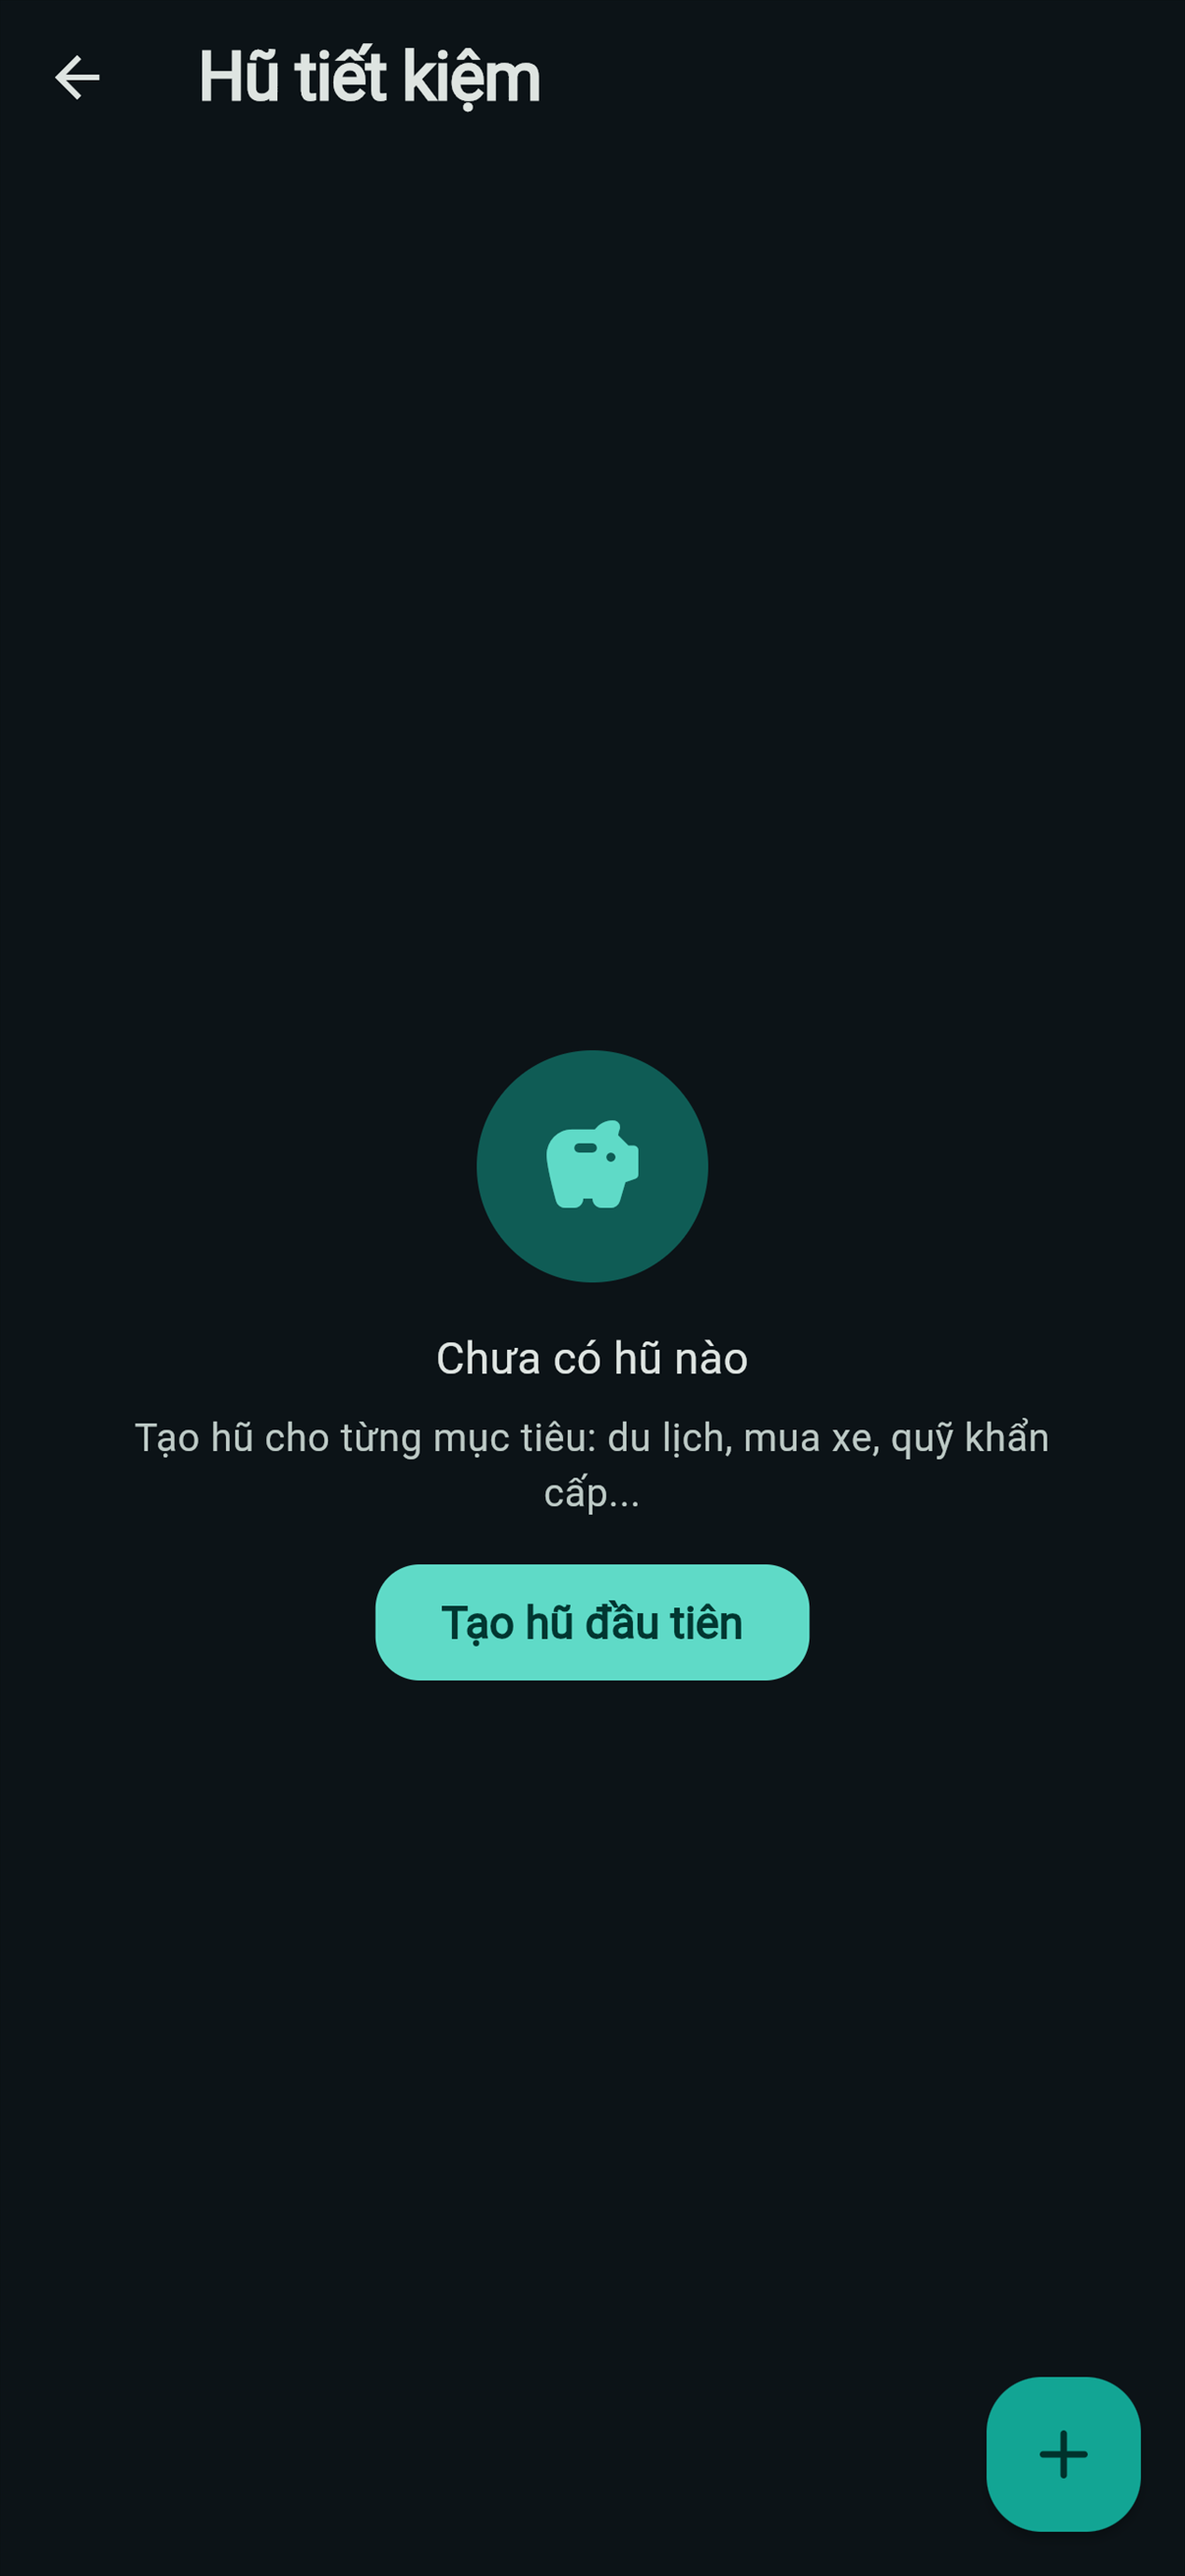 Hũ tiết kiệm
Chưa có hũ nào
Tạo hũ cho từng mục tiêu: du lịch, mua xe, quỹ khẩn
cấp...
Tạo hũ đầu tiên